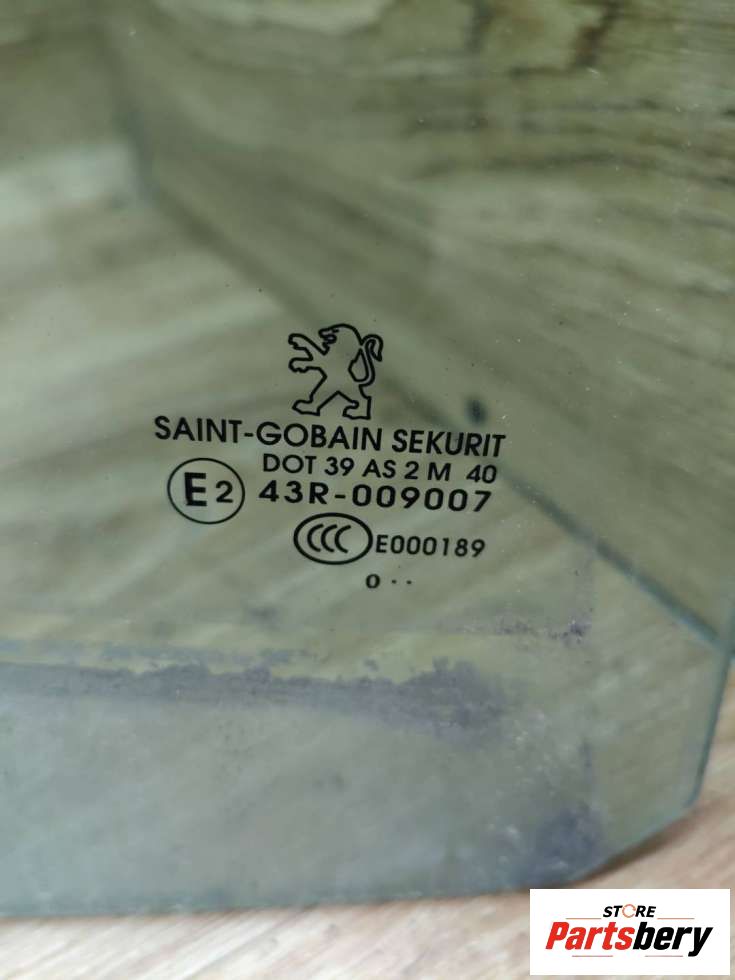 SAINT-GOBAIN SEKURIT
DOT 39 AS 2 M 40
E2 43R-009007
CCC E000189
o ··
STORE
Partsbery